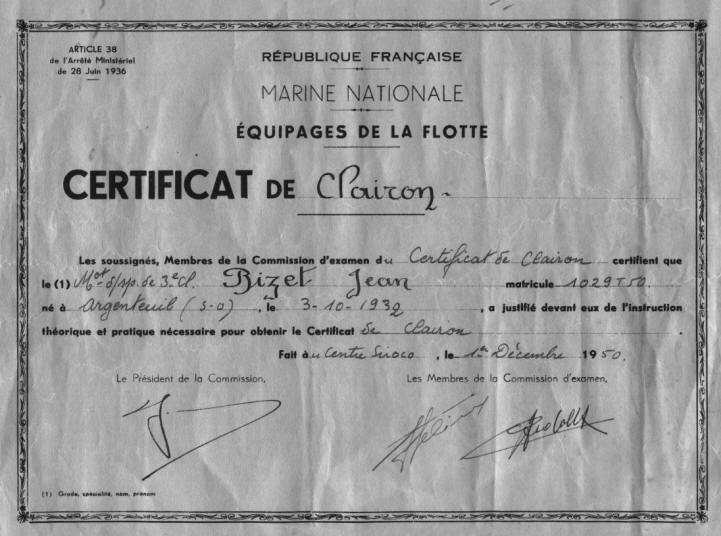 ARTICLE 38
de l'Arrêté Ministériel
de 28 Juin 1936
RÉPUBLIQUE FRANÇAISE
MARINE NATIONALE
ÉQUIPAGES DE LA FLOTTE
CERTIFICAT DE Clairon
Les soussignés, Membres de la Commission d'examen du Certificat de Clairon certifient que
le (1) Mot s/sp. de 3e Cl. Bizet Jean matricule 1029T50
né à Argenteuil (S-O), le 3-10-1932, a justifié devant eux de l'instruction
théorique et pratique nécessaire pour obtenir le Certificat de Clairon
Fait au Centre Siroco, le 1er Décembre 1950.
Le Président de la Commission,
Les Membres de la Commission d'examen,
(1) Grade, spécialité, nom, prénom